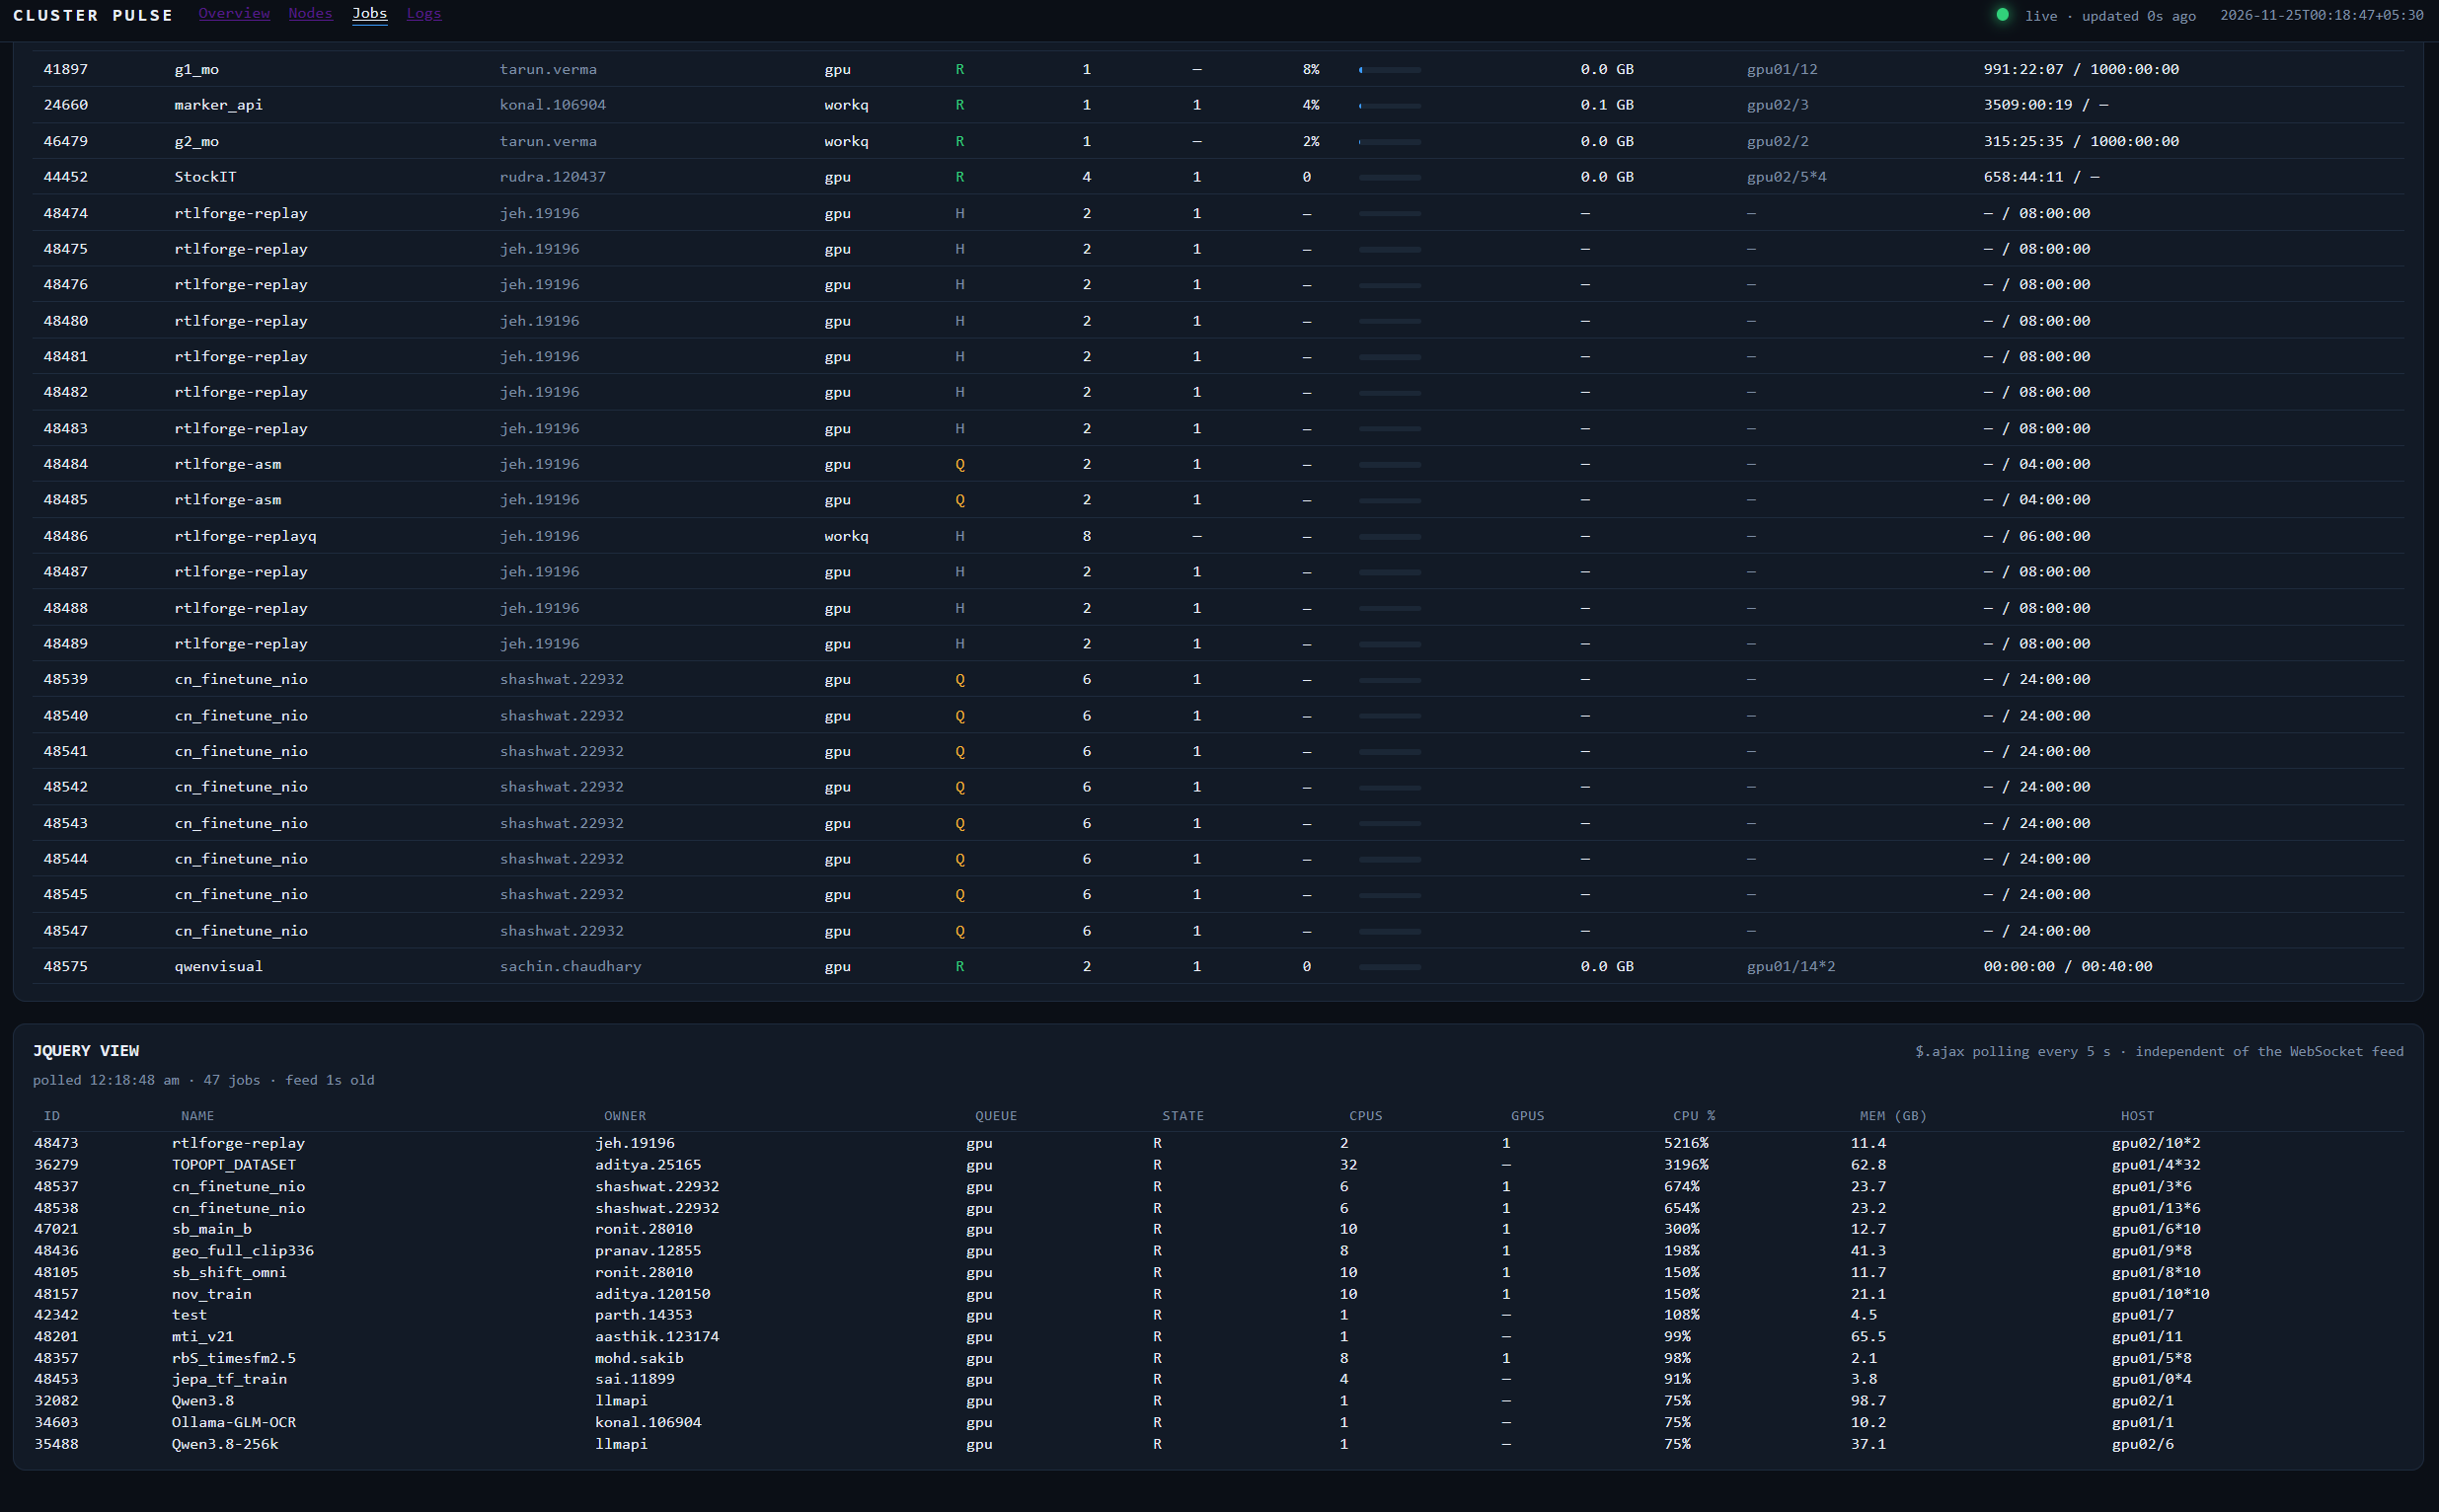 CLUSTER PULSE Overview Nodes Jobs Logs live · updated 0s ago 2026-11-25T00:18:47+05:30
41897 g1_mo tarun.verma gpu R 1 — 8% 0.0 GB gpu01/12 991:22:07 / 1000:00:00
24660 marker_api konal.106904 workq R 1 1 4% 0.1 GB gpu02/3 3509:00:19 / —
46479 g2_mo tarun.verma workq R 1 — 2% 0.0 GB gpu02/2 315:25:35 / 1000:00:00
44452 StockIT rudra.120437 gpu R 4 1 0 0.0 GB gpu02/5*4 658:44:11 / —
48474 rtlforge-replay jeh.19196 gpu H 2 1 — — — — / 08:00:00
48475 rtlforge-replay jeh.19196 gpu H 2 1 — — — — / 08:00:00
48476 rtlforge-replay jeh.19196 gpu H 2 1 — — — — / 08:00:00
48480 rtlforge-replay jeh.19196 gpu H 2 1 — — — — / 08:00:00
48481 rtlforge-replay jeh.19196 gpu H 2 1 — — — — / 08:00:00
48482 rtlforge-replay jeh.19196 gpu H 2 1 — — — — / 08:00:00
48483 rtlforge-replay jeh.19196 gpu H 2 1 — — — — / 08:00:00
48484 rtlforge-asm jeh.19196 gpu Q 2 1 — — — — / 04:00:00
48485 rtlforge-asm jeh.19196 gpu Q 2 1 — — — — / 04:00:00
48486 rtlforge-replayq jeh.19196 workq H 8 — — — — — / 06:00:00
48487 rtlforge-replay jeh.19196 gpu H 2 1 — — — — / 08:00:00
48488 rtlforge-replay jeh.19196 gpu H 2 1 — — — — / 08:00:00
48489 rtlforge-replay jeh.19196 gpu H 2 1 — — — — / 08:00:00
48539 cn_finetune_nio shashwat.22932 gpu Q 6 1 — — — — / 24:00:00
48540 cn_finetune_nio shashwat.22932 gpu Q 6 1 — — — — / 24:00:00
48541 cn_finetune_nio shashwat.22932 gpu Q 6 1 — — — — / 24:00:00
48542 cn_finetune_nio shashwat.22932 gpu Q 6 1 — — — — / 24:00:00
48543 cn_finetune_nio shashwat.22932 gpu Q 6 1 — — — — / 24:00:00
48544 cn_finetune_nio shashwat.22932 gpu Q 6 1 — — — — / 24:00:00
48545 cn_finetune_nio shashwat.22932 gpu Q 6 1 — — — — / 24:00:00
48547 cn_finetune_nio shashwat.22932 gpu Q 6 1 — — — — / 24:00:00
48575 qwenvisual sachin.chaudhary gpu R 2 1 0 0.0 GB gpu01/14*2 00:00:00 / 00:40:00
JQUERY VIEW $.ajax polling every 5 s · independent of the WebSocket feed
polled 12:18:48 am · 47 jobs · feed 1s old
ID NAME OWNER QUEUE STATE CPUS GPUS CPU % MEM (GB) HOST
48473 rtlforge-replay jeh.19196 gpu R 2 1 5216% 11.4 gpu02/10*2
36279 TOPOPT_DATASET aditya.25165 gpu R 32 — 3196% 62.8 gpu01/4*32
48537 cn_finetune_nio shashwat.22932 gpu R 6 1 674% 23.7 gpu01/3*6
48538 cn_finetune_nio shashwat.22932 gpu R 6 1 654% 23.2 gpu01/13*6
47021 sb_main_b ronit.28010 gpu R 10 1 300% 12.7 gpu01/6*10
48436 geo_full_clip336 pranav.12855 gpu R 8 1 198% 41.3 gpu01/9*8
48105 sb_shift_omni ronit.28010 gpu R 10 1 150% 11.7 gpu01/8*10
48157 nov_train aditya.120150 gpu R 10 1 150% 21.1 gpu01/10*10
42342 test parth.14353 gpu R 1 — 108% 4.5 gpu01/7
48201 mti_v21 aasthik.123174 gpu R 1 — 99% 65.5 gpu01/11
48357 rbS_timesfm2.5 mohd.sakib gpu R 8 1 98% 2.1 gpu01/5*8
48453 jepa_tf_train sai.11899 gpu R 4 — 91% 3.8 gpu01/0*4
32082 Qwen3.8 llmapi gpu R 1 — 75% 98.7 gpu02/1
34603 Ollama-GLM-OCR konal.106904 gpu R 1 — 75% 10.2 gpu01/1
35488 Qwen3.8-256k llmapi gpu R 1 — 75% 37.1 gpu02/6